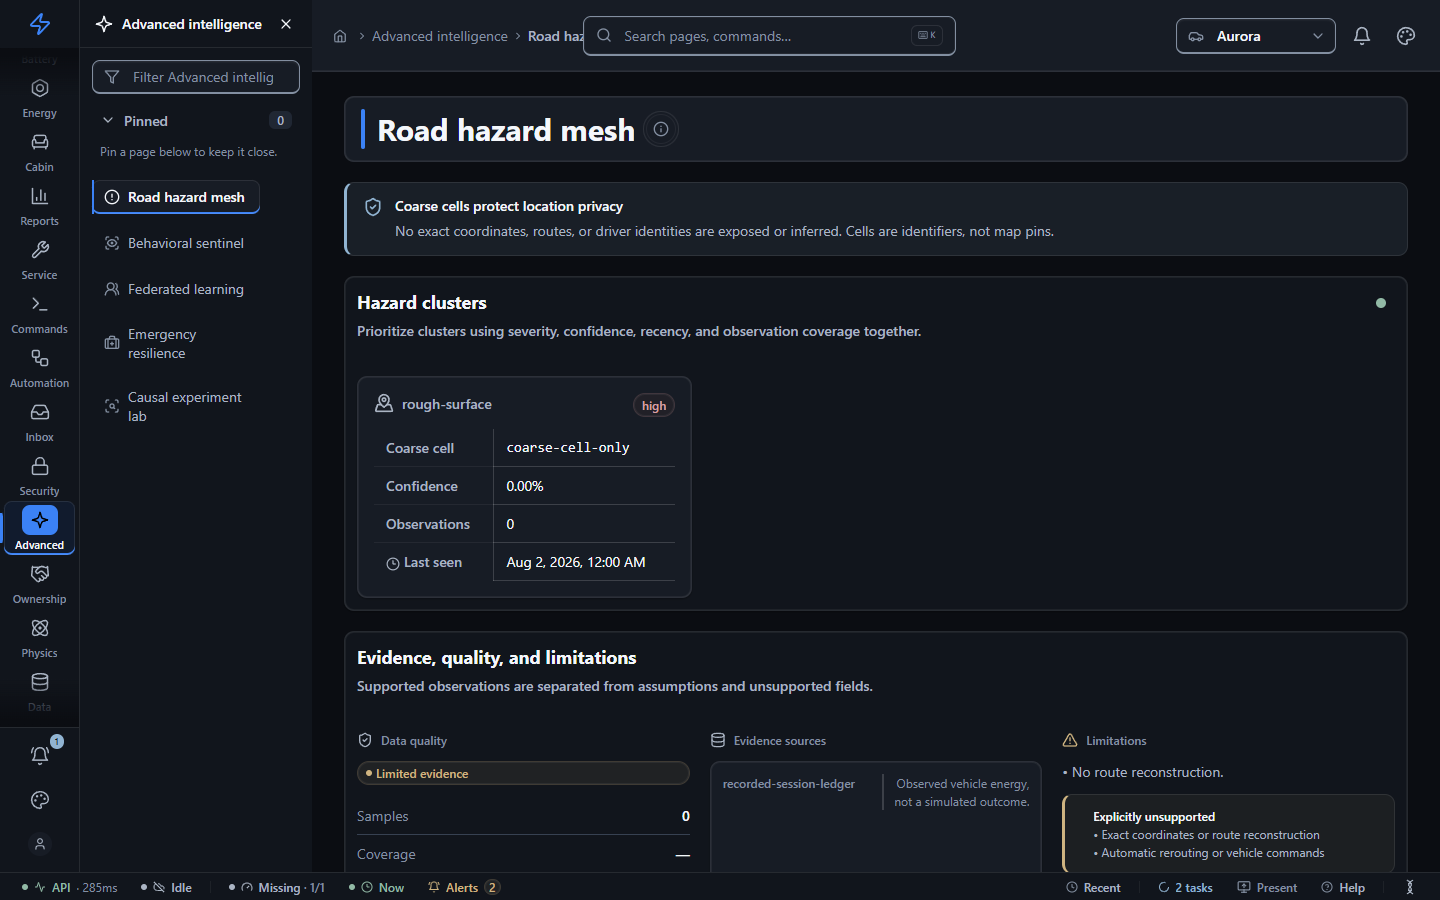 Advanced intelligence
Filter Advanced intellig
Pinned
0
Pin a page below to keep it close.
Road hazard mesh
Behavioral sentinel
Federated learning
Emergency
resilience
Causal experiment
lab
Battery
Energy
Cabin
Reports
Service
Commands
Automation
Inbox
Security
Advanced
Ownership
Physics
Data
1
Advanced intelligence
Road haz
Search pages, commands...
K
Aurora
Road hazard mesh
Coarse cells protect location privacy
No exact coordinates, routes, or driver identities are exposed or inferred. Cells are identifiers, not map pins.
Hazard clusters
Prioritize clusters using severity, confidence, recency, and observation coverage together.
rough-surface
high
Coarse cell coarse-cell-only
Confidence 0.00%
Observations 0
Last seen Aug 2, 2026, 12:00 AM
Evidence, quality, and limitations
Supported observations are separated from assumptions and unsupported fields.
Data quality
Limited evidence
Samples 0
Coverage —
Evidence sources
recorded-session-ledger
Observed vehicle energy,
not a simulated outcome.
Limitations
• No route reconstruction.
Explicitly unsupported
• Exact coordinates or route reconstruction
• Automatic rerouting or vehicle commands
API · 285ms
Idle
Missing · 1/1
Now
Alerts 2
Recent
2 tasks
Present
Help